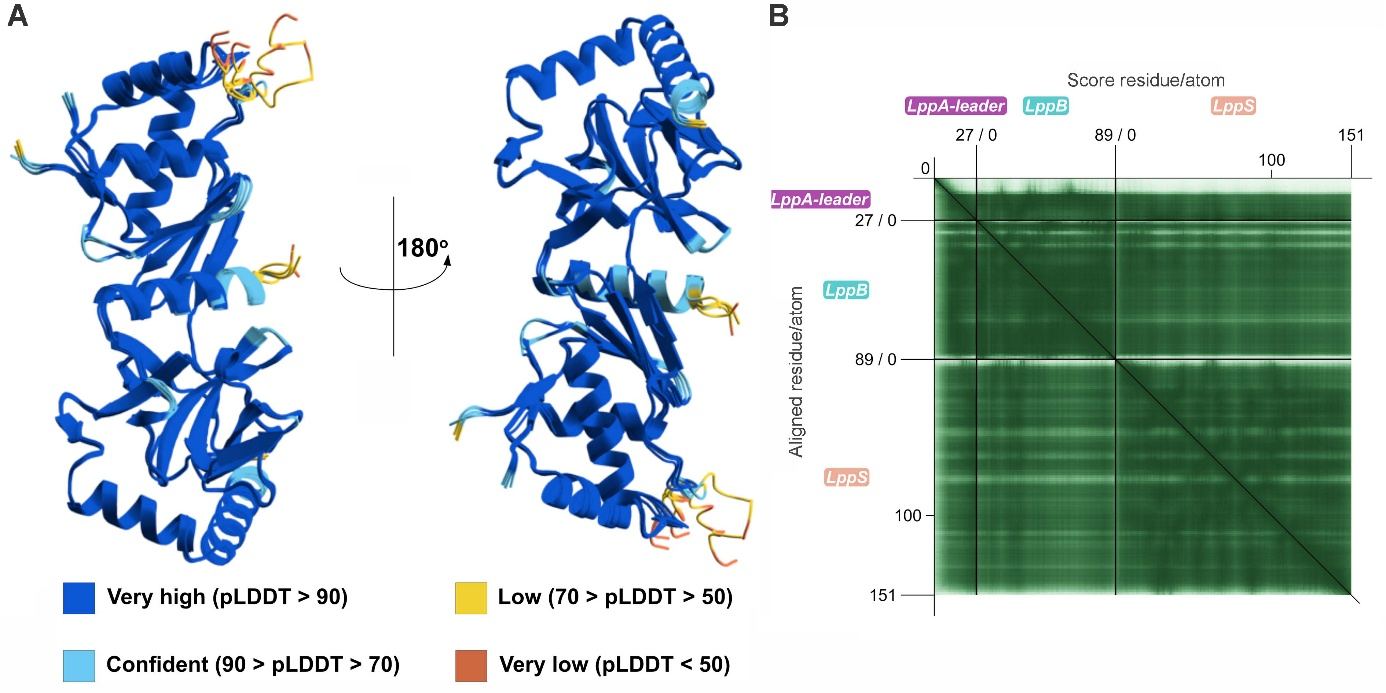 A
180°
Very high (pLDDT > 90)
Low (70 > pLDDT > 50)
Confident (90 > pLDDT > 70)
Very low (pLDDT < 50)
B
Score residue/atom
LppA-leader LppB LppS
27 / 0 89 / 0 151
0 100
LppA-leader
27 / 0
LppB
Aligned residue/atom
89 / 0
LppS
100
151